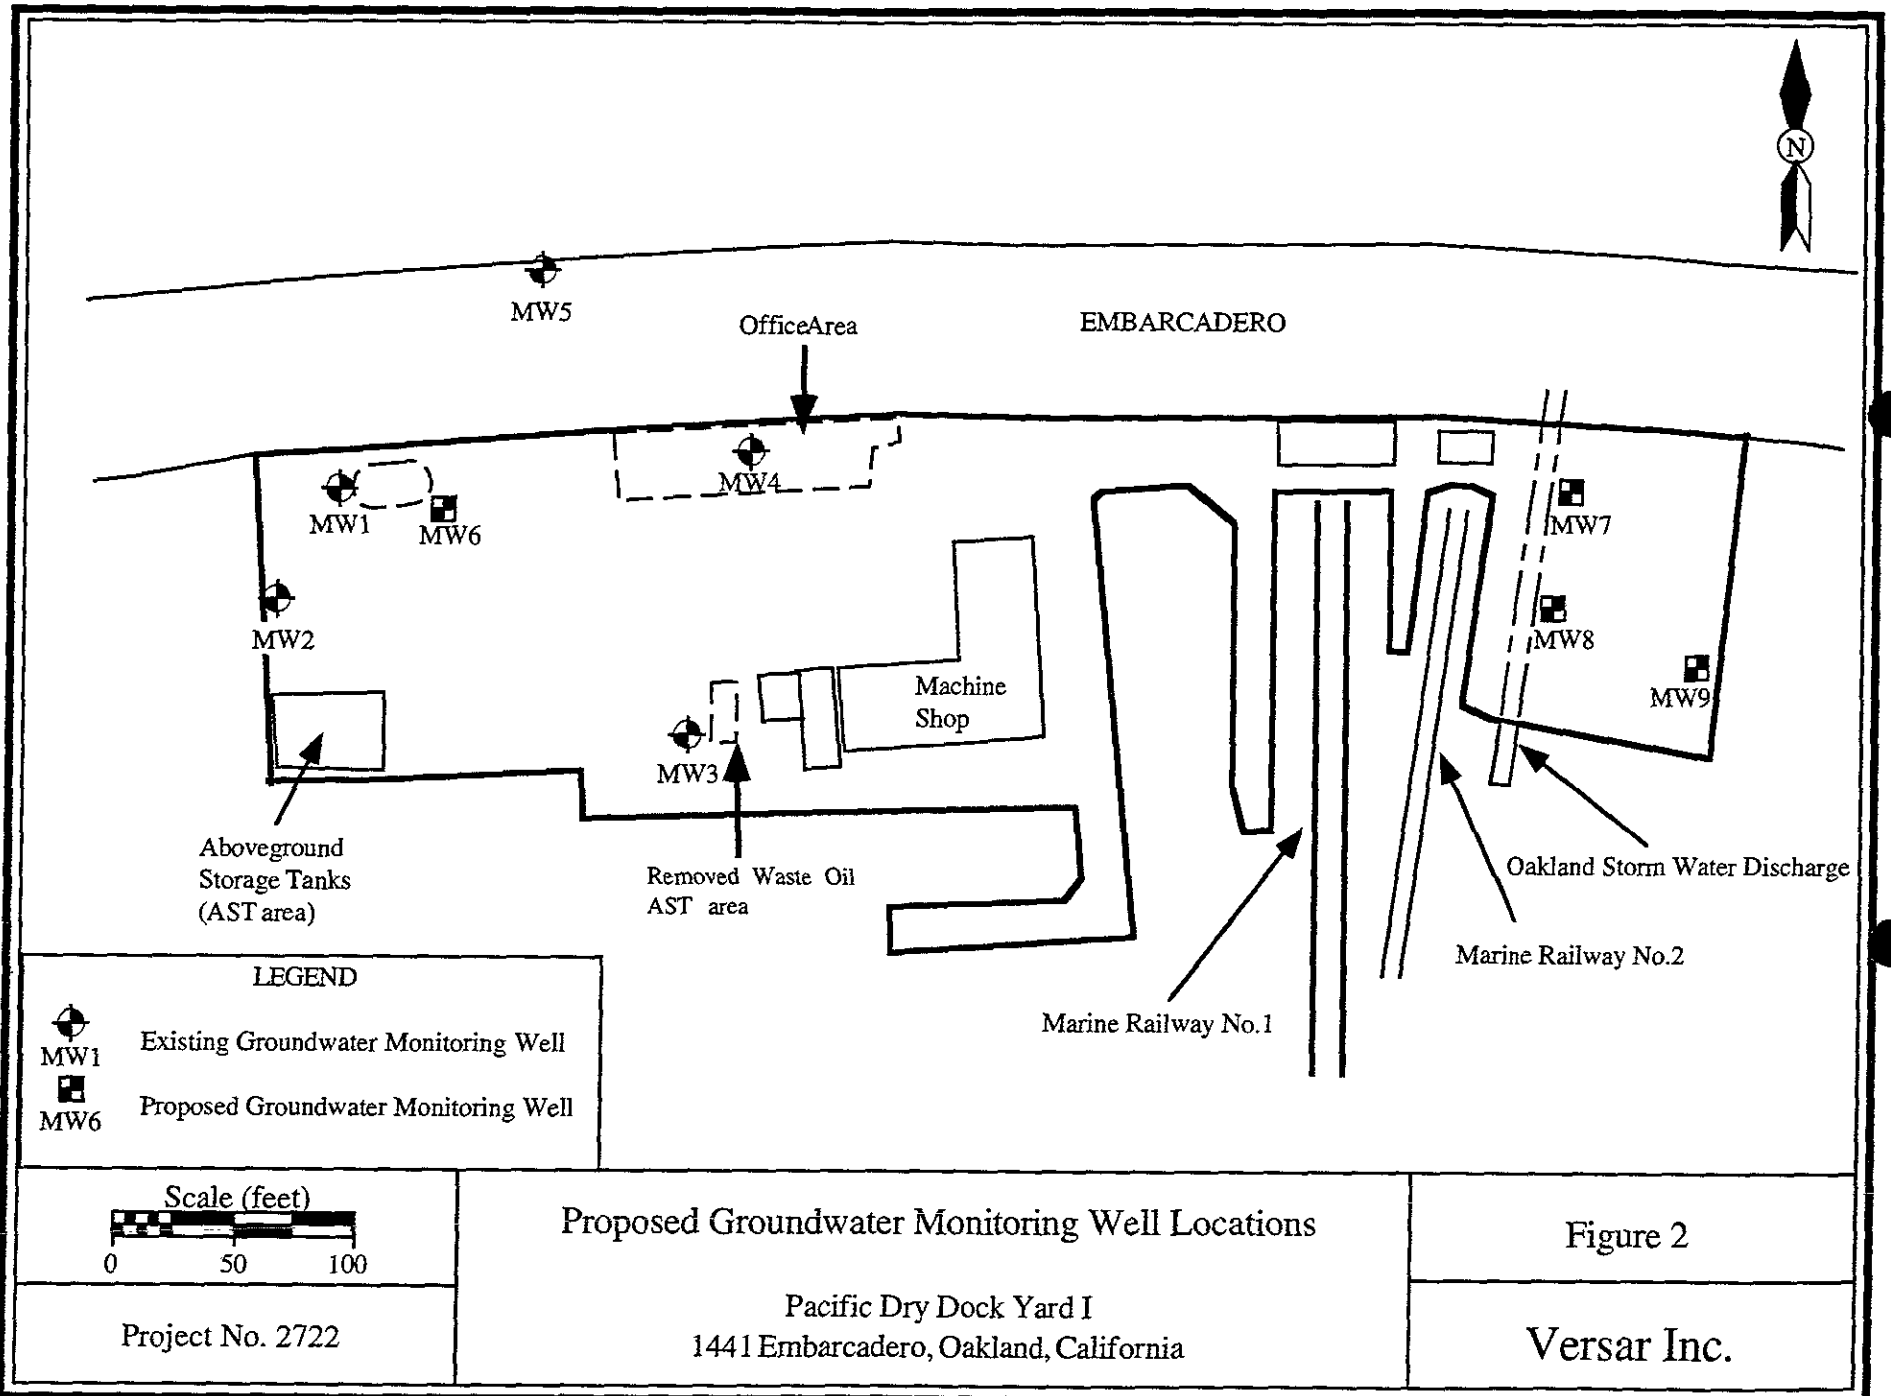 N
MW5
OfficeArea
EMBARCADERO
MW4
MW1
MW6
MW7
MW2
MW8
MW9
Machine
Shop
MW3
Aboveground
Storage Tanks
(AST area)
Removed Waste Oil
AST area
Oakland Storm Water Discharge
Marine Railway No.2
Marine Railway No.1
LEGEND
MW1
Existing Groundwater Monitoring Well
MW6
Proposed Groundwater Monitoring Well
Scale (feet)
0 50 100
Project No. 2722
Proposed Groundwater Monitoring Well Locations
Pacific Dry Dock Yard I
1441 Embarcadero, Oakland, California
Figure 2
Versar Inc.